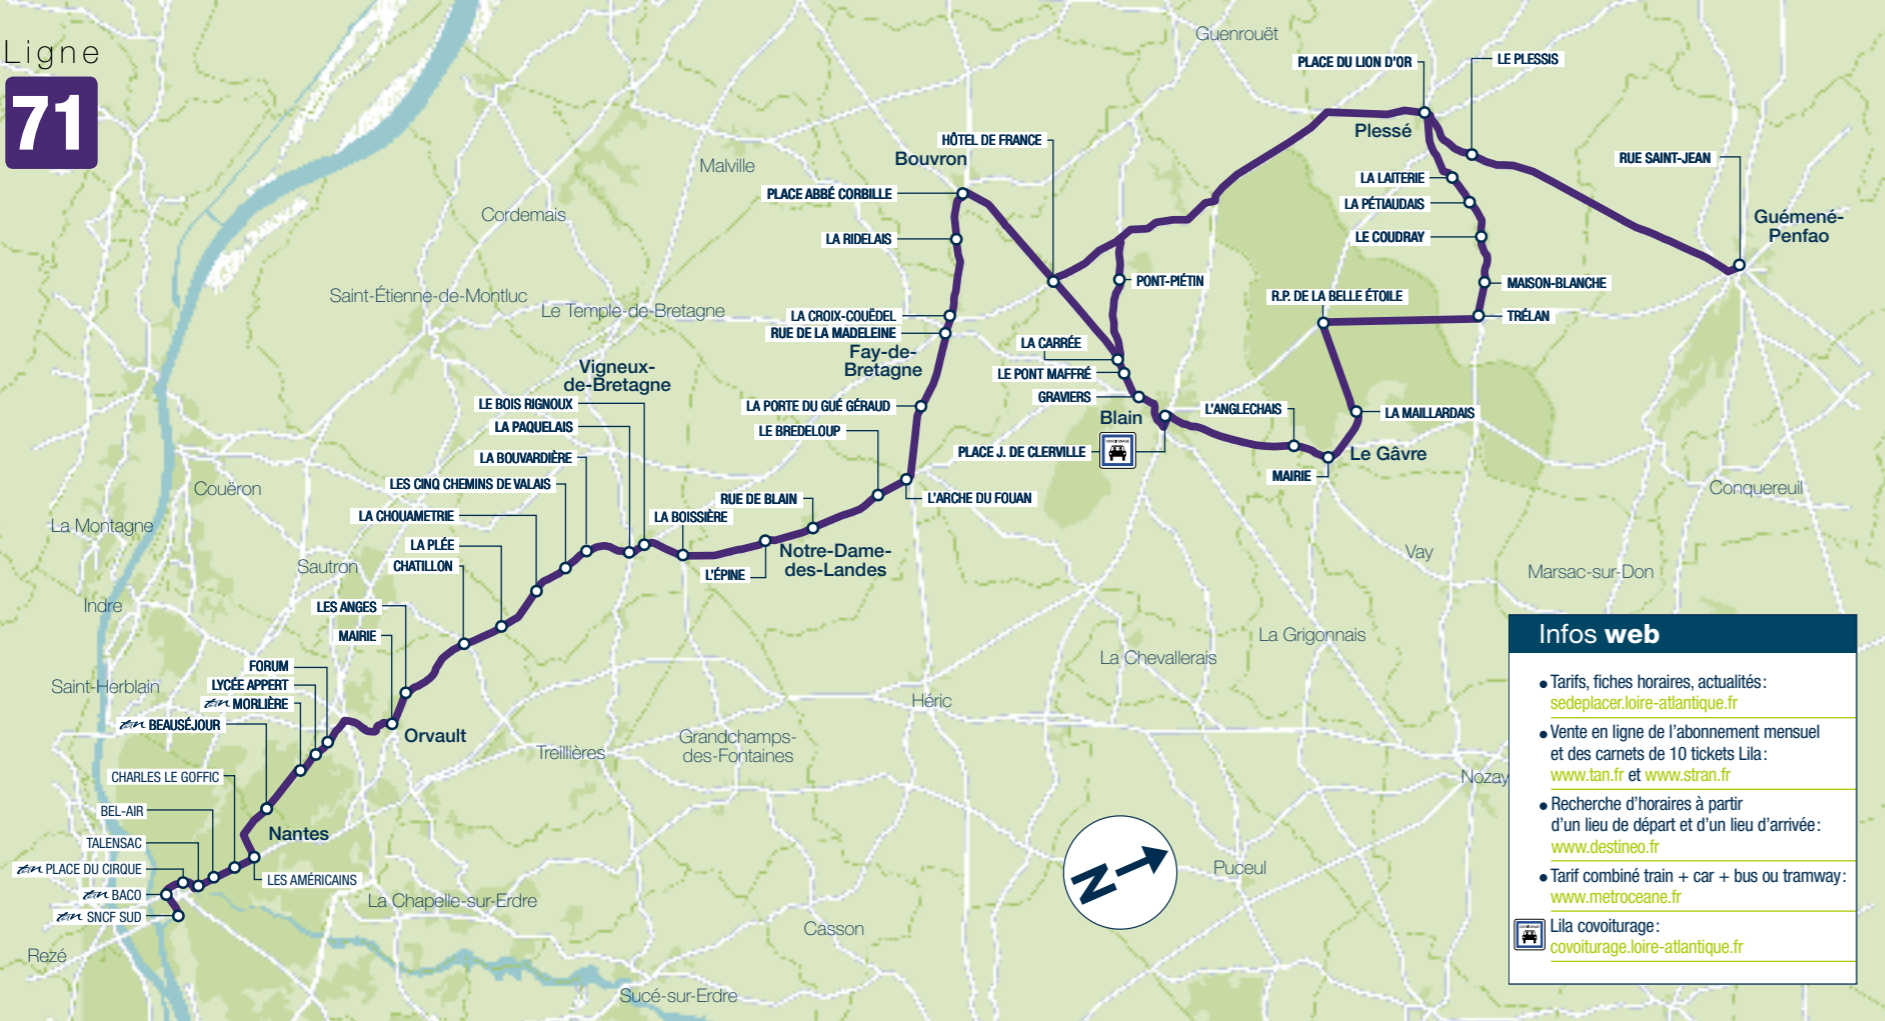 Ligne
71
Guenrouët
PLACE DU LION D'OR
LE PLESSIS
Plessé
HÔTEL DE FRANCE
Bouvron
Malville
RUE SAINT-JEAN
PLACE ABBÉ CORBILLE
LA LAITERIE
LA PÉTIAUDAIS
Guémené-
Penfao
Cordemais
LA RIDELAIS
LE COUDRAY
PONT-PIÉTIN
MAISON-BLANCHE
Saint-Étienne-de-Montluc
Le Temple-de-Bretagne
R.P. DE LA BELLE ÉTOILE
LA CROIX-COUËDEL
TRÉLAN
RUE DE LA MADELEINE
LA CARRÉE
Fay-de-
Bretagne
Vigneux-
de-Bretagne
LE PONT MAFFRÉ
GRAVIERS
LE BOIS RIGNOUX
LA PORTE DU GUÉ GÉRAUD
L'ANGLECHAIS
LA MAILLARDAIS
Blain
LA PAQUELAIS
LE BREDELOUP
PLACE J. DE CLERVILLE
COVOITURAGE
Le Gâvre
LA BOUVARDIÈRE
MAIRIE
LES CINQ CHEMINS DE VALAIS
Couëron
Conquereuil
RUE DE BLAIN
L'ARCHE DU FOUAN
LA CHOUAMETRIE
LA BOISSIÈRE
La Montagne
LA PLÉE
Notre-Dame-
des-Landes
Vay
CHATILLON
Sautron
L'ÉPINE
Marsac-sur-Don
Indre
LES ANGES
MAIRIE
La Grigonnais
La Chevallerais
FORUM
LYCÉE APPERT
Saint-Herblain
tan MORLIÈRE
Héric
tan BEAUSÉJOUR
Orvault
Treillières
Grandchamps-
des-Fontaines
CHARLES LE GOFFIC
Nozay
BEL-AIR
Nantes
TALENSAC
tan PLACE DU CIRQUE
LES AMÉRICAINS
Puceul
N
tan BACO
La Chapelle-sur-Erdre
tan SNCF SUD
Casson
Rezé
Sucé-sur-Erdre
Infos web
• Tarifs, fiches horaires, actualités :
sedeplacer.loire-atlantique.fr
• Vente en ligne de l'abonnement mensuel
et des carnets de 10 tickets Lila :
www.tan.fr et www.stran.fr
• Recherche d'horaires à partir
d'un lieu de départ et d'un lieu d'arrivée :
www.destineo.fr
• Tarif combiné train + car + bus ou tramway :
www.metroceane.fr
COVOITURAGE
Lila covoiturage :
covoiturage.loire-atlantique.fr